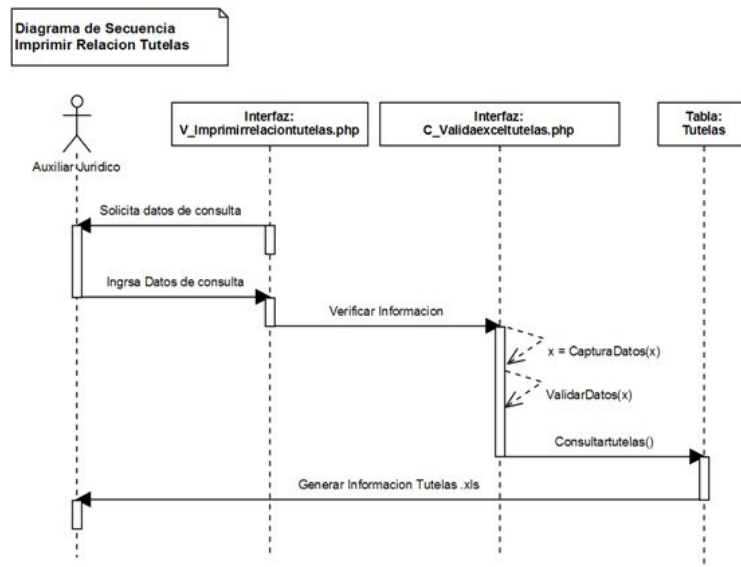 Diagrama de Secuencia
Imprimir Relacion Tutelas
Interfaz:
V_Imprimirrelaciontutelas.php
Interfaz:
C_Validaexceltutelas.php
Tabla:
Tutelas
Auxiliar Juridico
Solicita datos de consulta
Ingrsa Datos de consulta
Verificar Informacion
x = CapturaDatos(x)
ValidarDatos(x)
Consultartutelas()
Generar Informacion Tutelas .xls